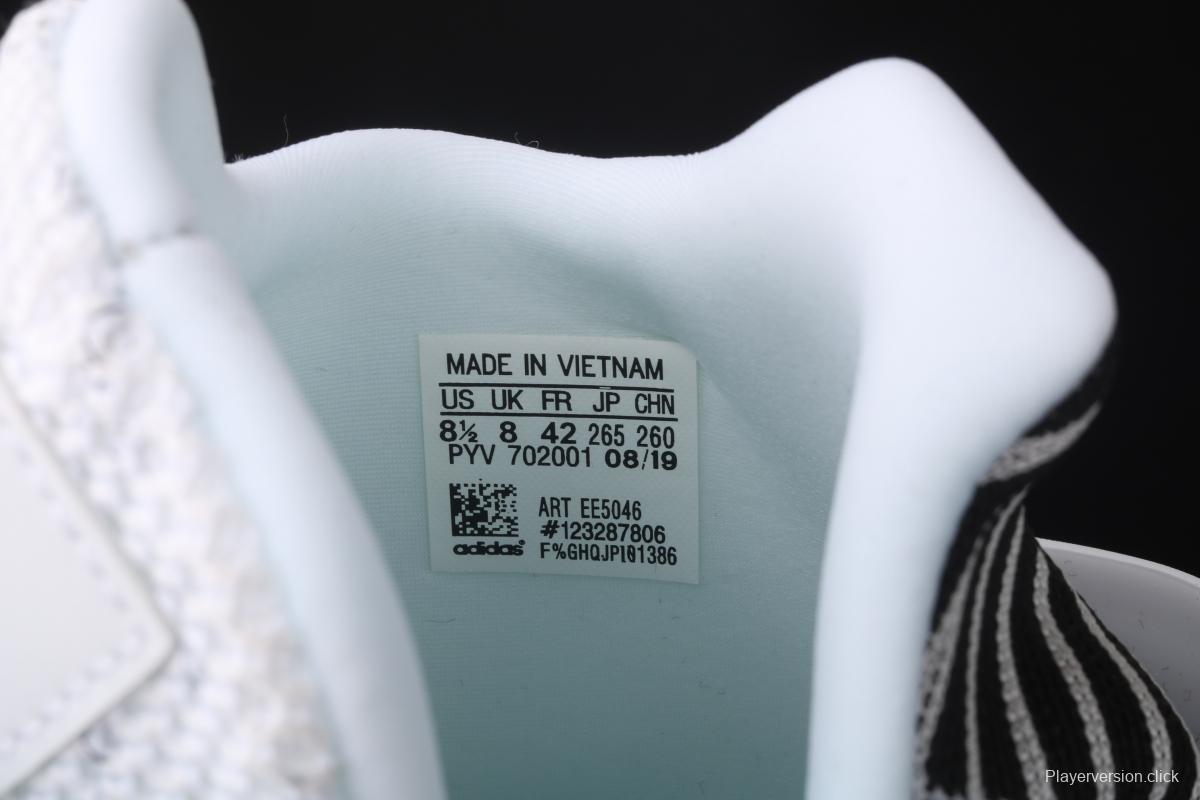 MADE IN VIETNAM
US UK FR JP CHN
8½ 8 42 265 260
PYV 702001 08/19
ART EE5046
#123287806
adidas F%GHQJPl01386
Playerversion.click